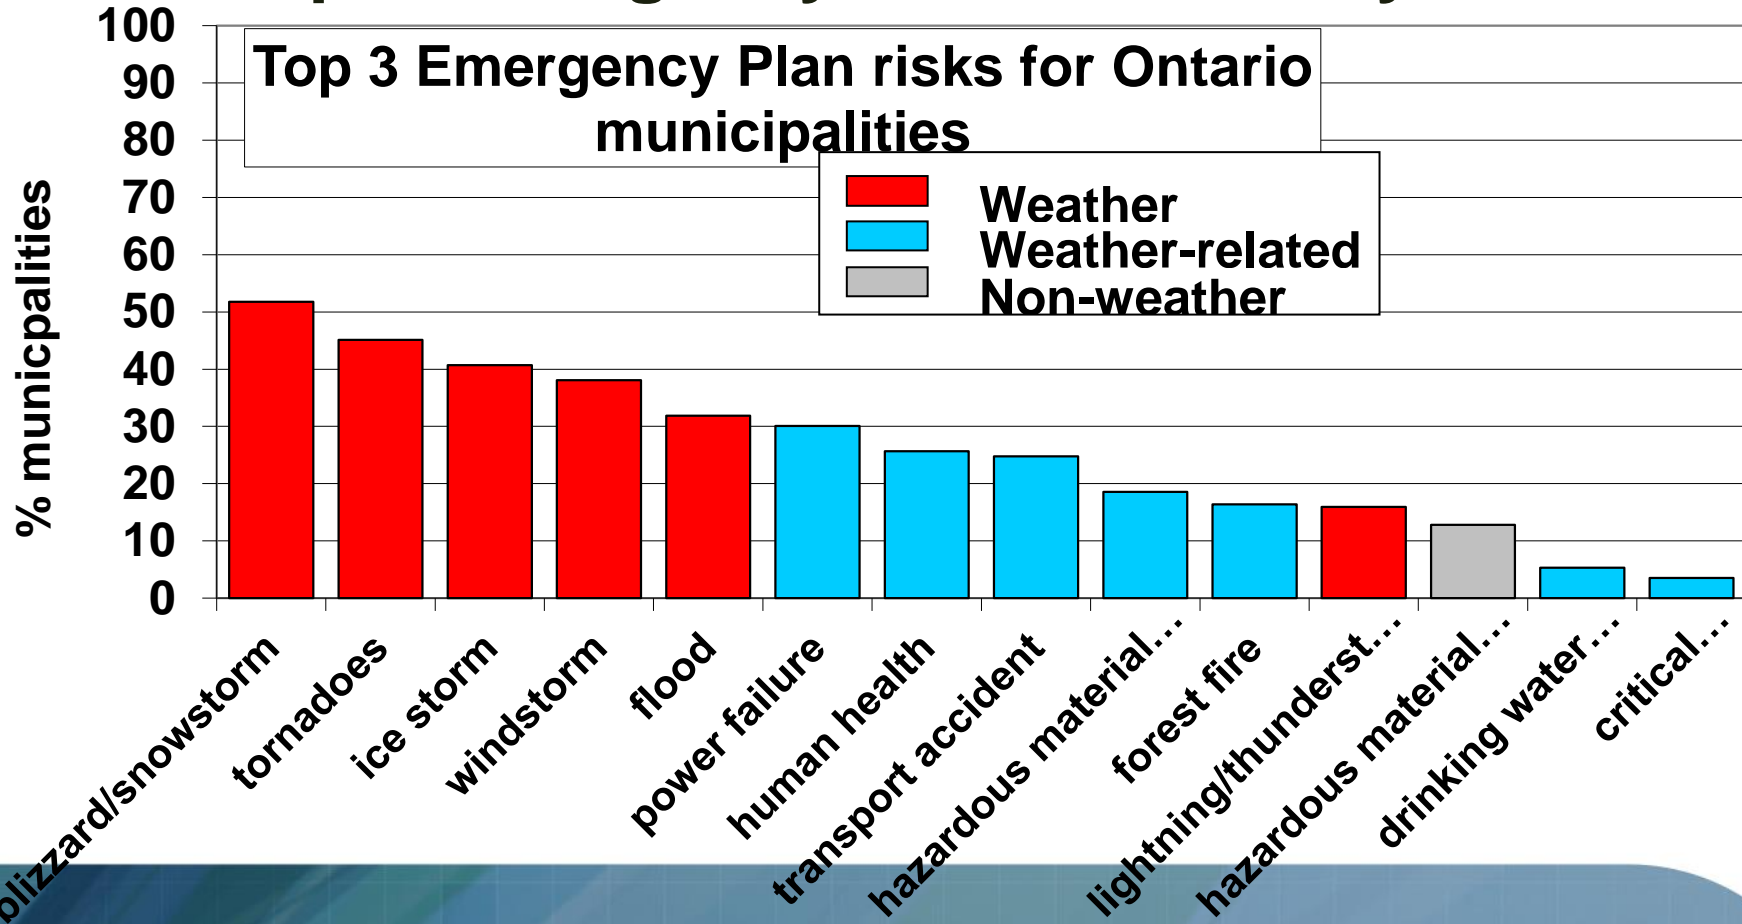 100
90
80
70
60
50
40
30
20
10
0
% municpalities
Top 3 Emergency Plan risks for Ontario
municipalities
Weather
Weather-related
Non-weather
blizzard/snowstorm
tornadoes
ice storm
windstorm
flood
power failure
human health
transport accident
hazardous material…
forest fire
lightning/thunderst…
hazardous material…
drinking water…
critical…